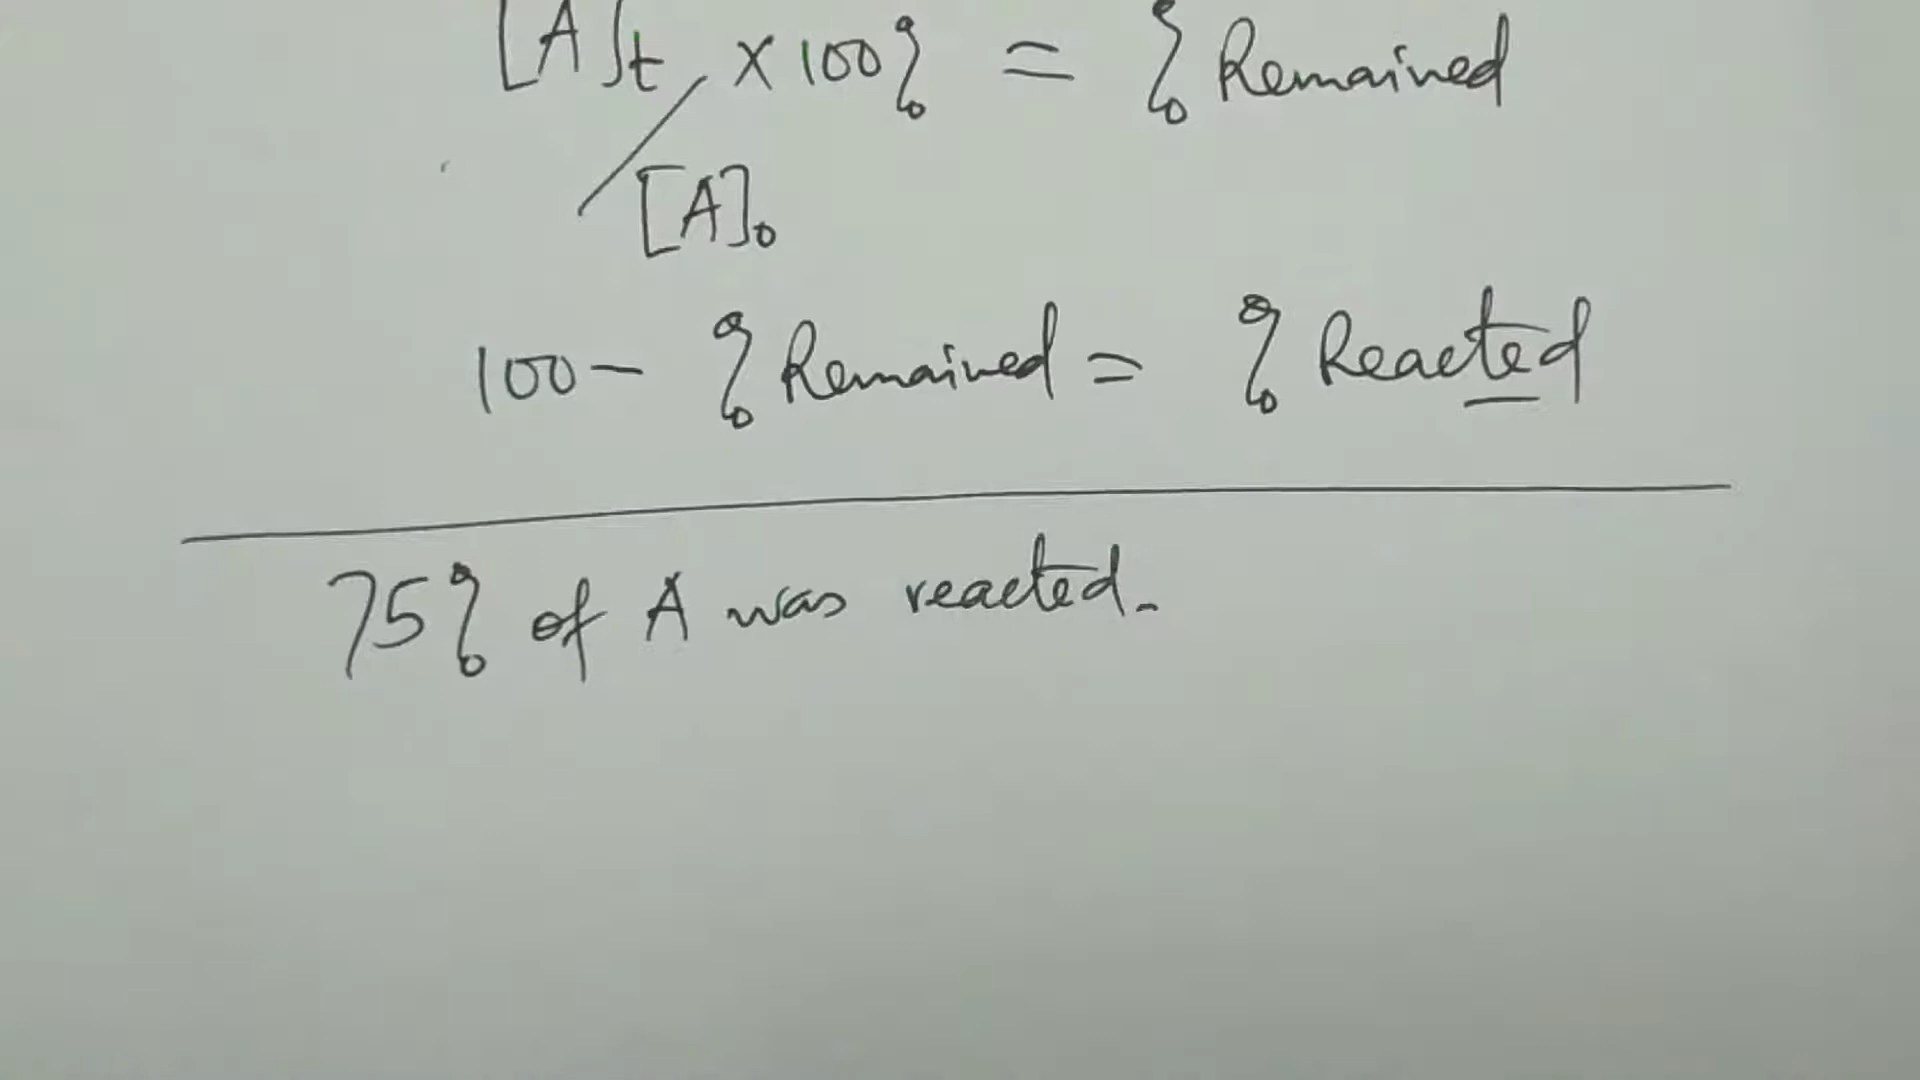 [A]t / [A]0 x 100% = % Remained
100 - % Remained = % Reacted
75% of A was reacted.